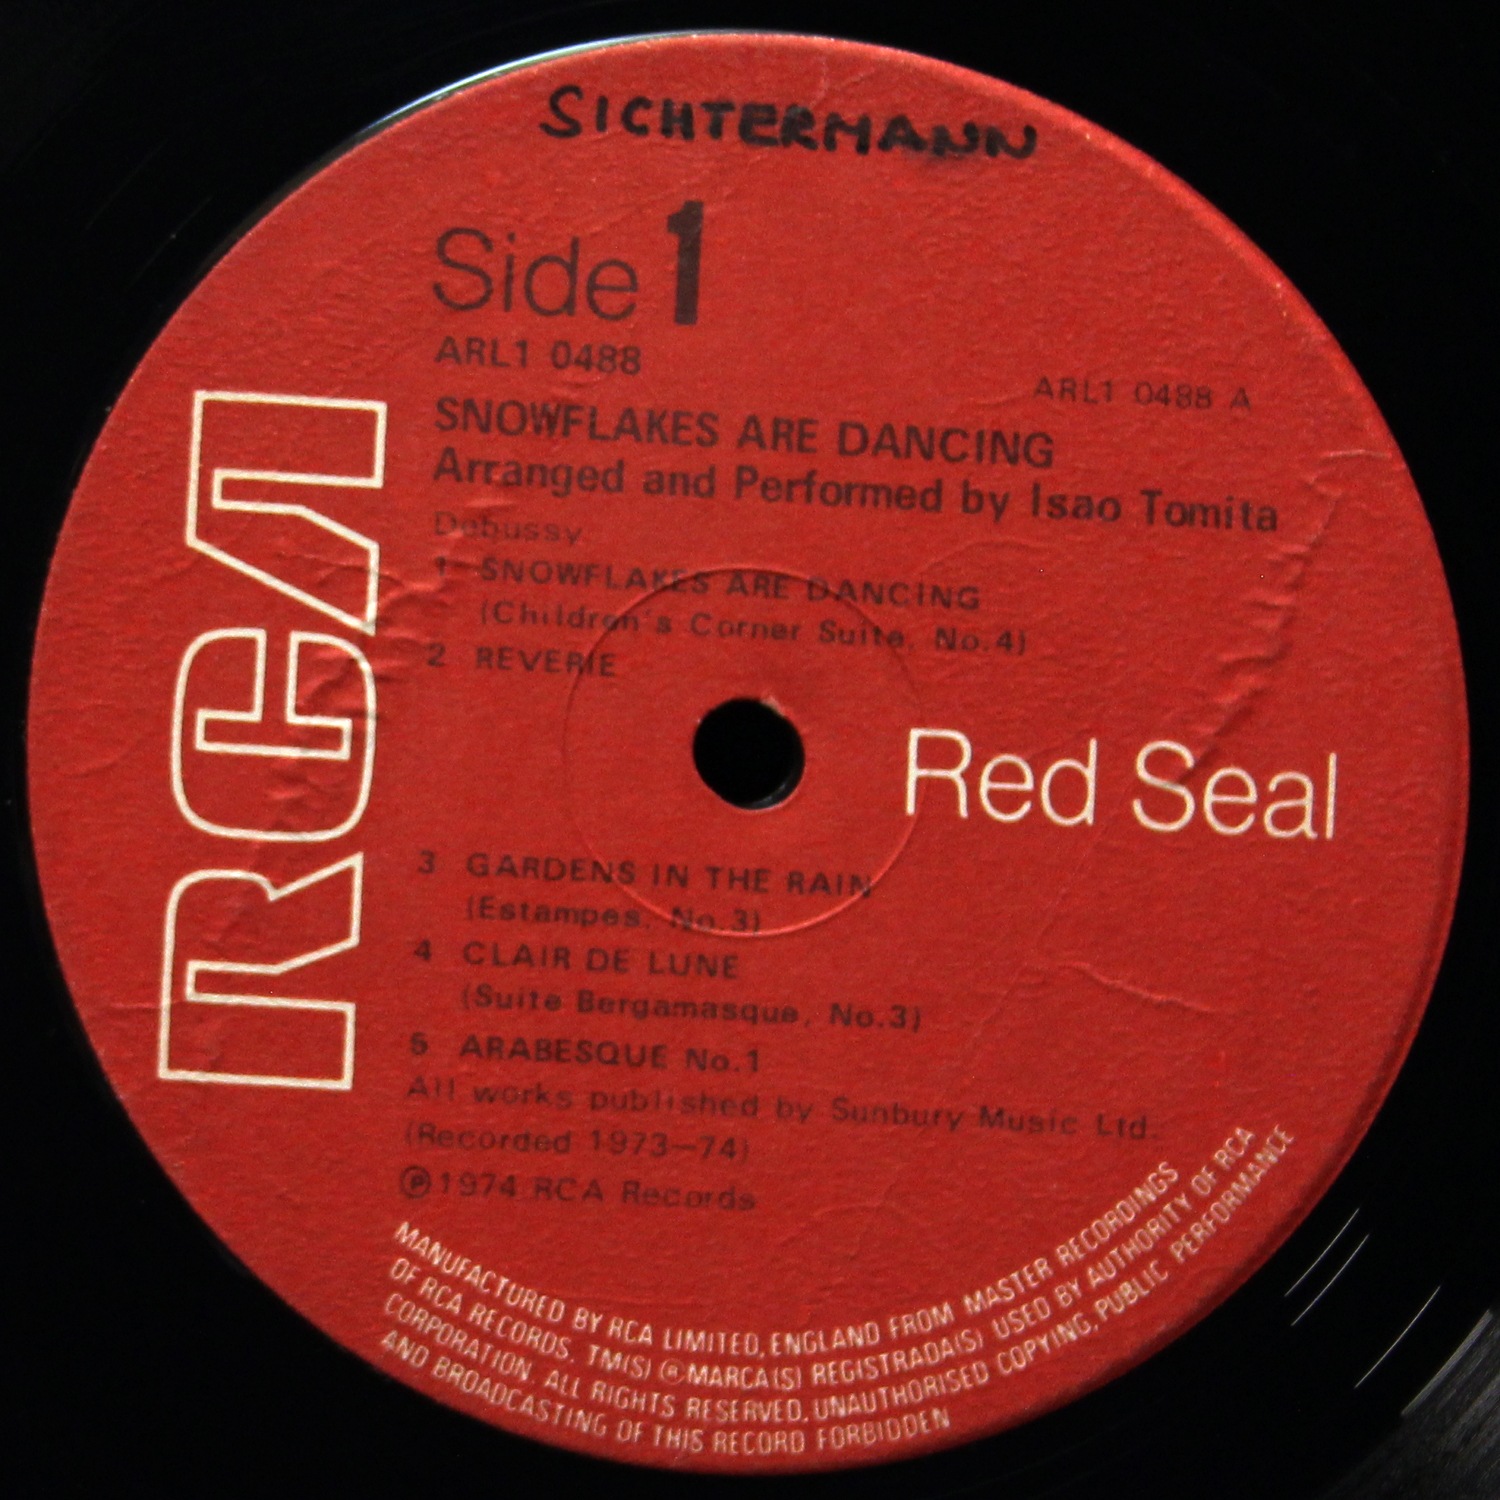 SICHTERMANN
Side 1
ARL1 0488
ARL1 0488 A
SNOWFLAKES ARE DANCING
Arranged and Performed by Isao Tomita
Debussy
1 SNOWFLAKES ARE DANCING
(Children's Corner Suite, No.4)
2 REVERIE
RCA
Red Seal
3 GARDENS IN THE RAIN
(Estampes, No.3)
4 CLAIR DE LUNE
(Suite Bergamasque, No.3)
5 ARABESQUE No.1
All works published by Sunbury Music Ltd.
(Recorded 1973–74)
℗1974 RCA Records
MANUFACTURED BY RCA LIMITED, ENGLAND FROM MASTER RECORDINGS
OF RCA RECORDS. TM(S) ® MARCA(S) REGISTRADA(S) USED BY AUTHORITY OF RCA
CORPORATION. ALL RIGHTS RESERVED. UNAUTHORISED COPYING, PUBLIC PERFORMANCE
AND BROADCASTING OF THIS RECORD FORBIDDEN